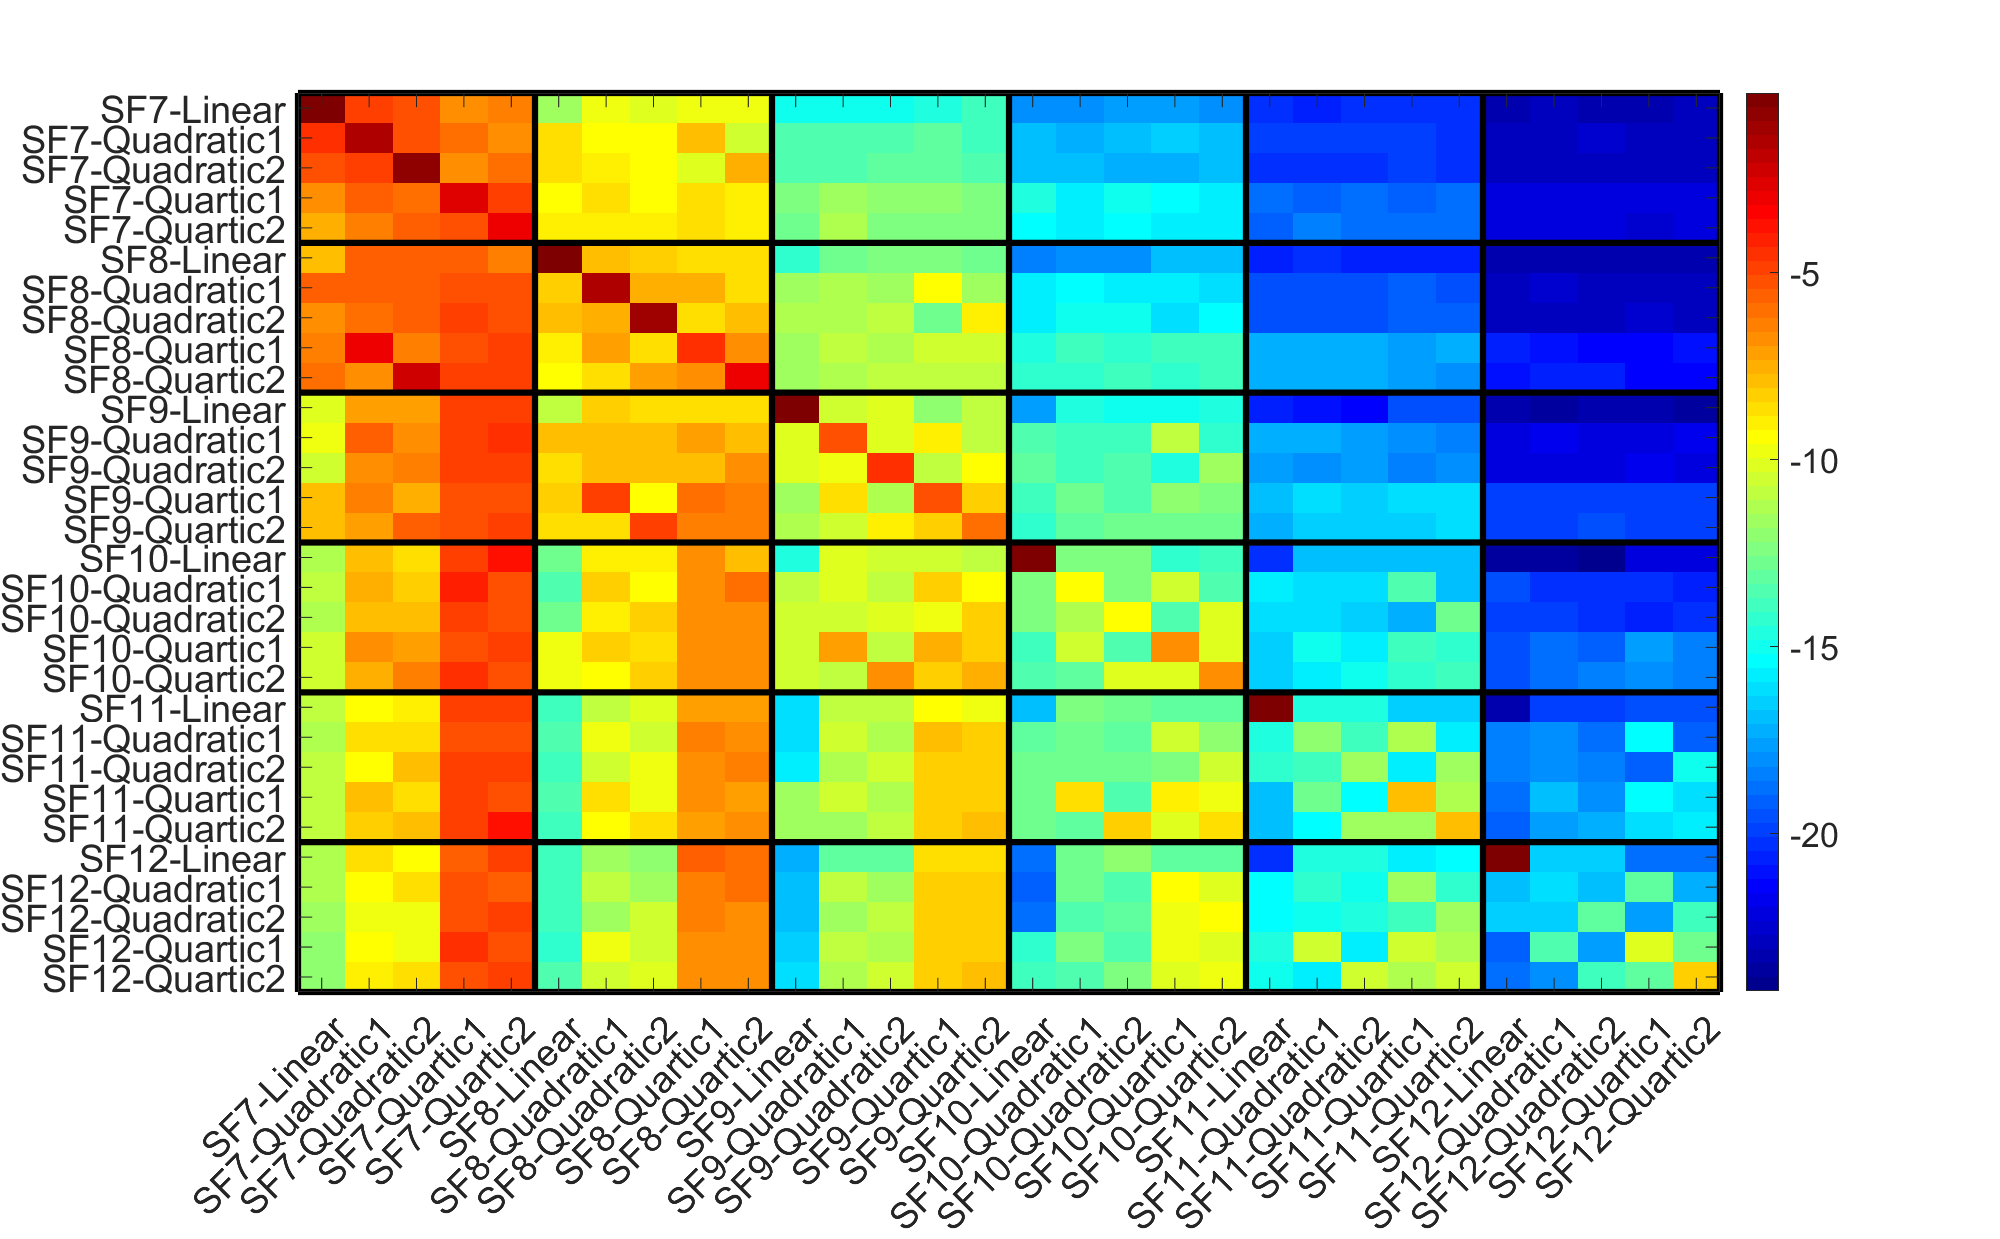 SF7-Linear
SF7-Quadratic1
SF7-Quadratic2
SF7-Quartic1
SF7-Quartic2
SF8-Linear
SF8-Quadratic1
SF8-Quadratic2
SF8-Quartic1
SF8-Quartic2
SF9-Linear
SF9-Quadratic1
SF9-Quadratic2
SF9-Quartic1
SF9-Quartic2
SF10-Linear
SF10-Quadratic1
SF10-Quadratic2
SF10-Quartic1
SF10-Quartic2
SF11-Linear
SF11-Quadratic1
SF11-Quadratic2
SF11-Quartic1
SF11-Quartic2
SF12-Linear
SF12-Quadratic1
SF12-Quadratic2
SF12-Quartic1
SF12-Quartic2
-5
-10
-15
-20
SF7-Linear
SF7-Quadratic1
SF7-Quadratic2
SF7-Quartic1
SF7-Quartic2
SF8-Linear
SF8-Quadratic1
SF8-Quadratic2
SF8-Quartic1
SF8-Quartic2
SF9-Linear
SF9-Quadratic1
SF9-Quadratic2
SF9-Quartic1
SF9-Quartic2
SF10-Linear
SF10-Quadratic1
SF10-Quadratic2
SF10-Quartic1
SF10-Quartic2
SF11-Linear
SF11-Quadratic1
SF11-Quadratic2
SF11-Quartic1
SF11-Quartic2
SF12-Linear
SF12-Quadratic1
SF12-Quadratic2
SF12-Quartic1
SF12-Quartic2